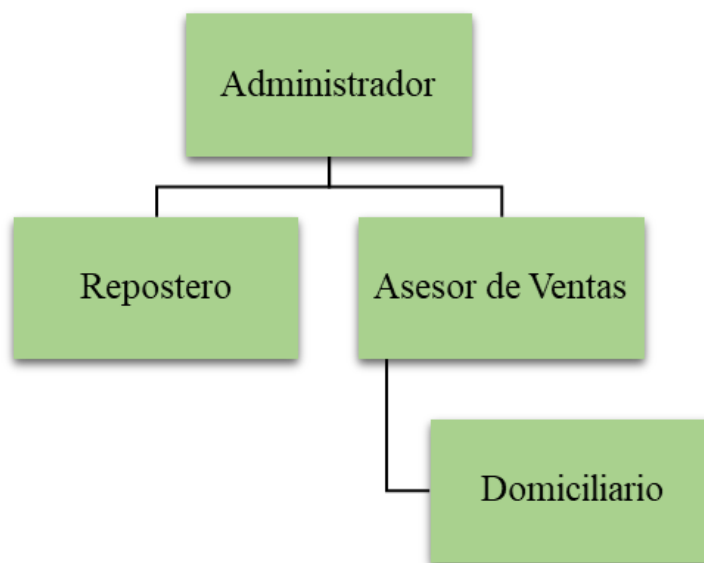 Administrador
Repostero
Asesor de Ventas
Domiciliario